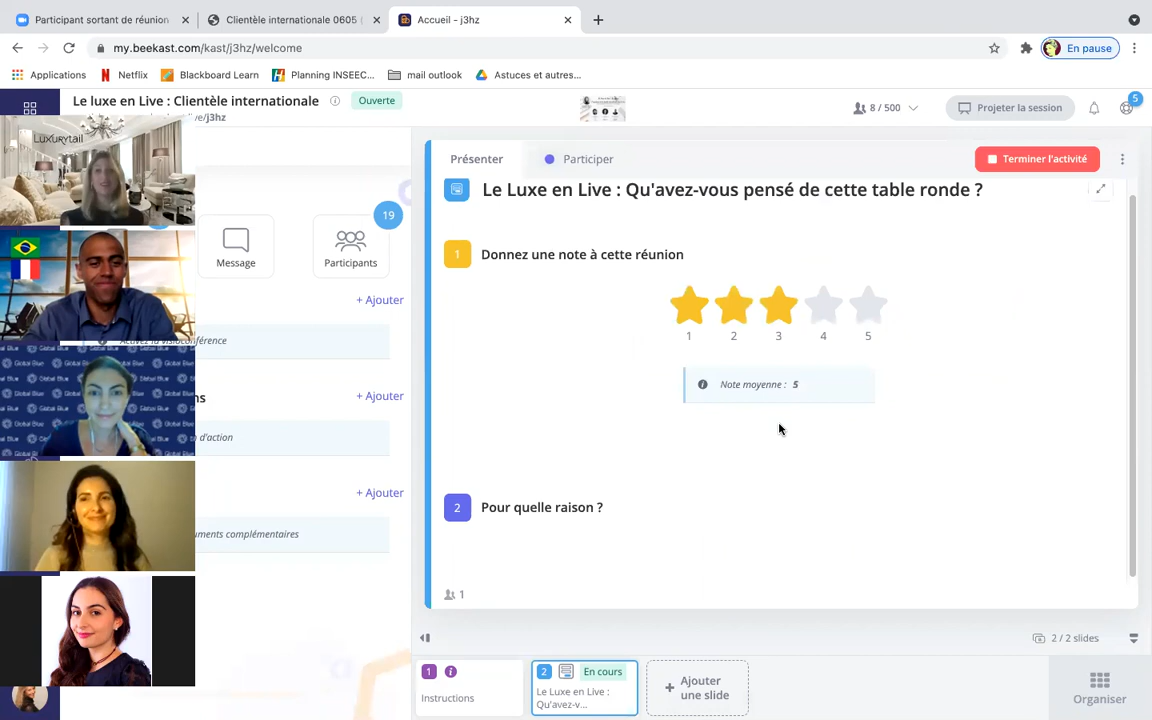 Participant sortant de réunion
Clientèle internationale 0605
Accueil - j3hz
my.beekast.com/kast/j3hz/welcome
En pause
Applications
Netflix
Blackboard Learn
Planning INSEEC...
mail outlook
Astuces et autres...
Le luxe en Live : Clientèle internationale
Ouverte
/j3hz
8 / 500
Projeter la session
5
Luxurytail
Présenter
Participer
Terminer l'activité
Le Luxe en Live : Qu'avez-vous pensé de cette table ronde ?
19
Message
Participants
1
Donnez une note à cette réunion
+ Ajouter
1 2 3 4 5
Activez la visioconférence
Note moyenne : 5
Global Blue
ns
+ Ajouter
d'action
+ Ajouter
2
Pour quelle raison ?
uments complémentaires
1
2 / 2 slides
1
Instructions
2
En cours
Le Luxe en Live :
Qu'avez-v...
+ Ajouter
une slide
Organiser